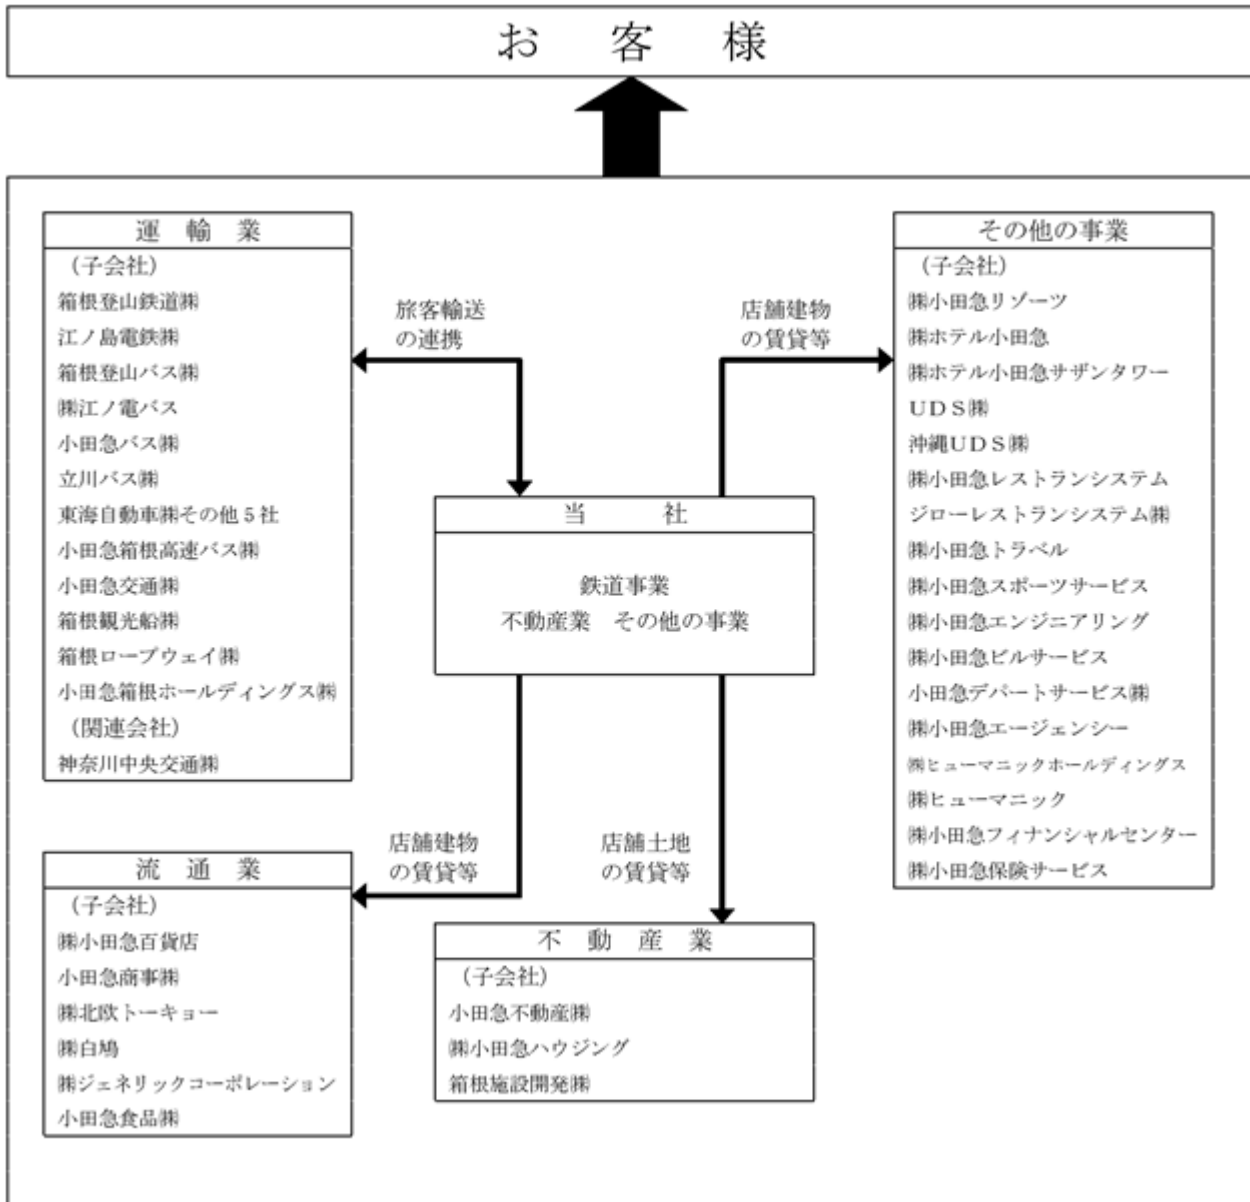 お客様
運輸業
（子会社）
箱根登山鉄道㈱
江ノ島電鉄㈱
箱根登山バス㈱
㈱江ノ電バス
小田急バス㈱
立川バス㈱
東海自動車㈱その他５社
小田急箱根高速バス㈱
小田急交通㈱
箱根観光船㈱
箱根ロープウェイ㈱
小田急箱根ホールディングス㈱
（関連会社）
神奈川中央交通㈱
旅客輸送
の連携
店舗建物
の賃貸等
その他の事業
（子会社）
㈱小田急リゾーツ
㈱ホテル小田急
㈱ホテル小田急サザンタワー
ＵＤＳ㈱
沖縄ＵＤＳ㈱
㈱小田急レストランシステム
ジローレストランシステム㈱
㈱小田急トラベル
㈱小田急スポーツサービス
㈱小田急エンジニアリング
㈱小田急ビルサービス
小田急デパートサービス㈱
㈱小田急エージェンシー
㈱ヒューマニックホールディングス
㈱ヒューマニック
㈱小田急フィナンシャルセンター
㈱小田急保険サービス
当社
鉄道事業
不動産業　その他の事業
店舗建物
の賃貸等
店舗土地
の賃貸等
流通業
（子会社）
㈱小田急百貨店
小田急商事㈱
㈱北欧トーキョー
㈱白鳩
㈱ジェネリックコーポレーション
小田急食品㈱
不動産業
（子会社）
小田急不動産㈱
㈱小田急ハウジング
箱根施設開発㈱